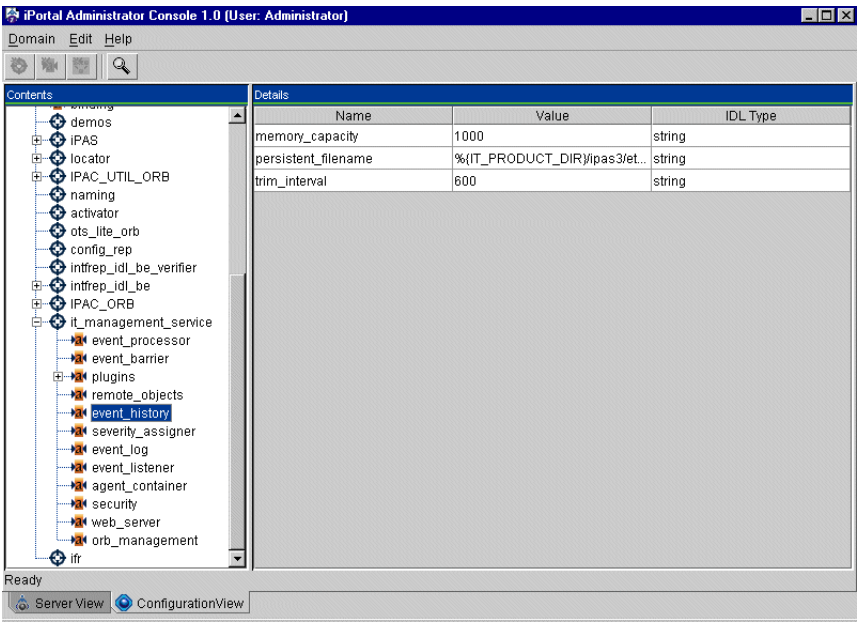 iPortal Administrator Console 1.0 (User: Administrator)
Domain Edit Help
Contents
binding
demos
iPAS
locator
IPAC_UTIL_ORB
naming
activator
ots_lite_orb
config_rep
intfrep_idl_be_verifier
intfrep_idl_be
IPAC_ORB
it_management_service
event_processor
event_barrier
plugins
remote_objects
event_history
severity_assigner
event_log
event_listener
agent_container
security
web_server
orb_management
ifr
Details
Name Value IDL Type
memory_capacity 1000 string
persistent_filename %{IT_PRODUCT_DIR}/ipas3/et... string
trim_interval 600 string
Ready
Server View ConfigurationView